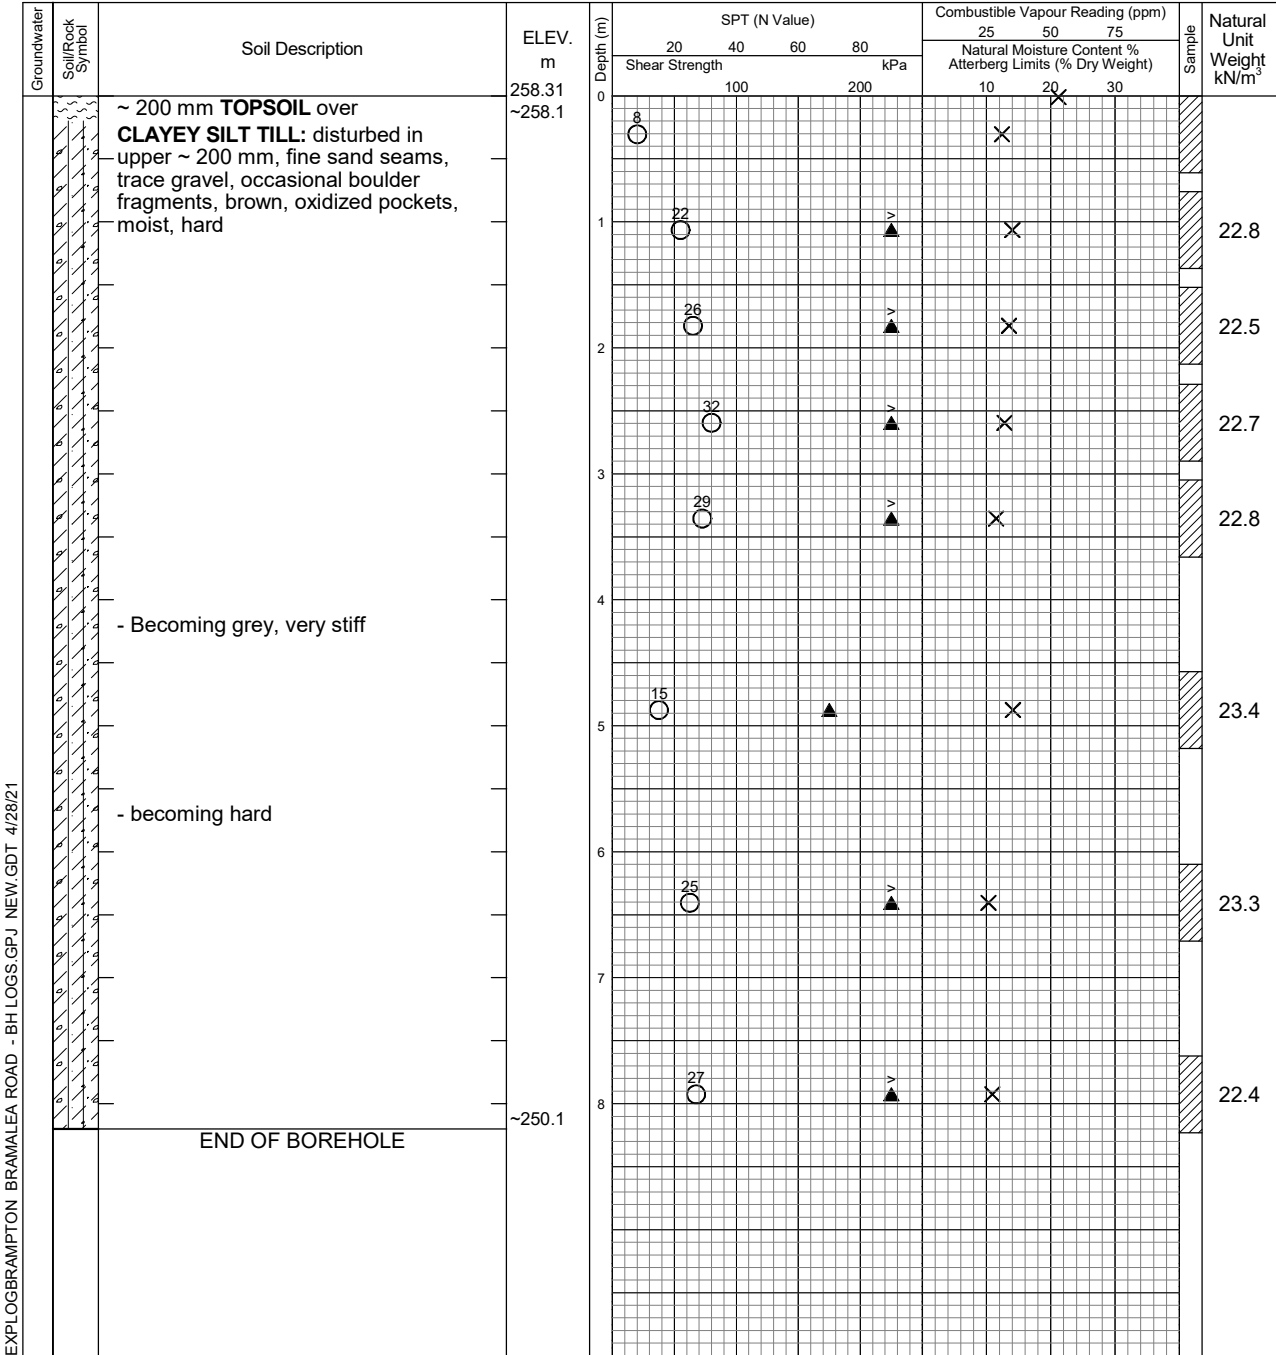 Groundwater
Soil/Rock
Symbol
Soil Description
ELEV.
m
258.31
Depth (m)
SPT (N Value)
20 40 60 80
Shear Strength kPa
100 200
Combustible Vapour Reading (ppm)
25 50 75
Natural Moisture Content %
Atterberg Limits (% Dry Weight)
10 20 30
Sample
Natural
Unit
Weight
kN/m³
0
~ 200 mm TOPSOIL over
~258.1
CLAYEY SILT TILL: disturbed in
upper ~ 200 mm, fine sand seams,
trace gravel, occasional boulder
fragments, brown, oxidized pockets,
moist, hard
8
1
22
>
22.8
26
>
22.5
2
32
>
22.7
3
29
>
22.8
4
- Becoming grey, very stiff
15
23.4
5
- becoming hard
6
25
>
23.3
7
27
>
22.4
8
~250.1
END OF BOREHOLE
EXPLOGBRAMPTON BRAMALEA ROAD - BH LOGS.GPJ NEW.GDT 4/28/21